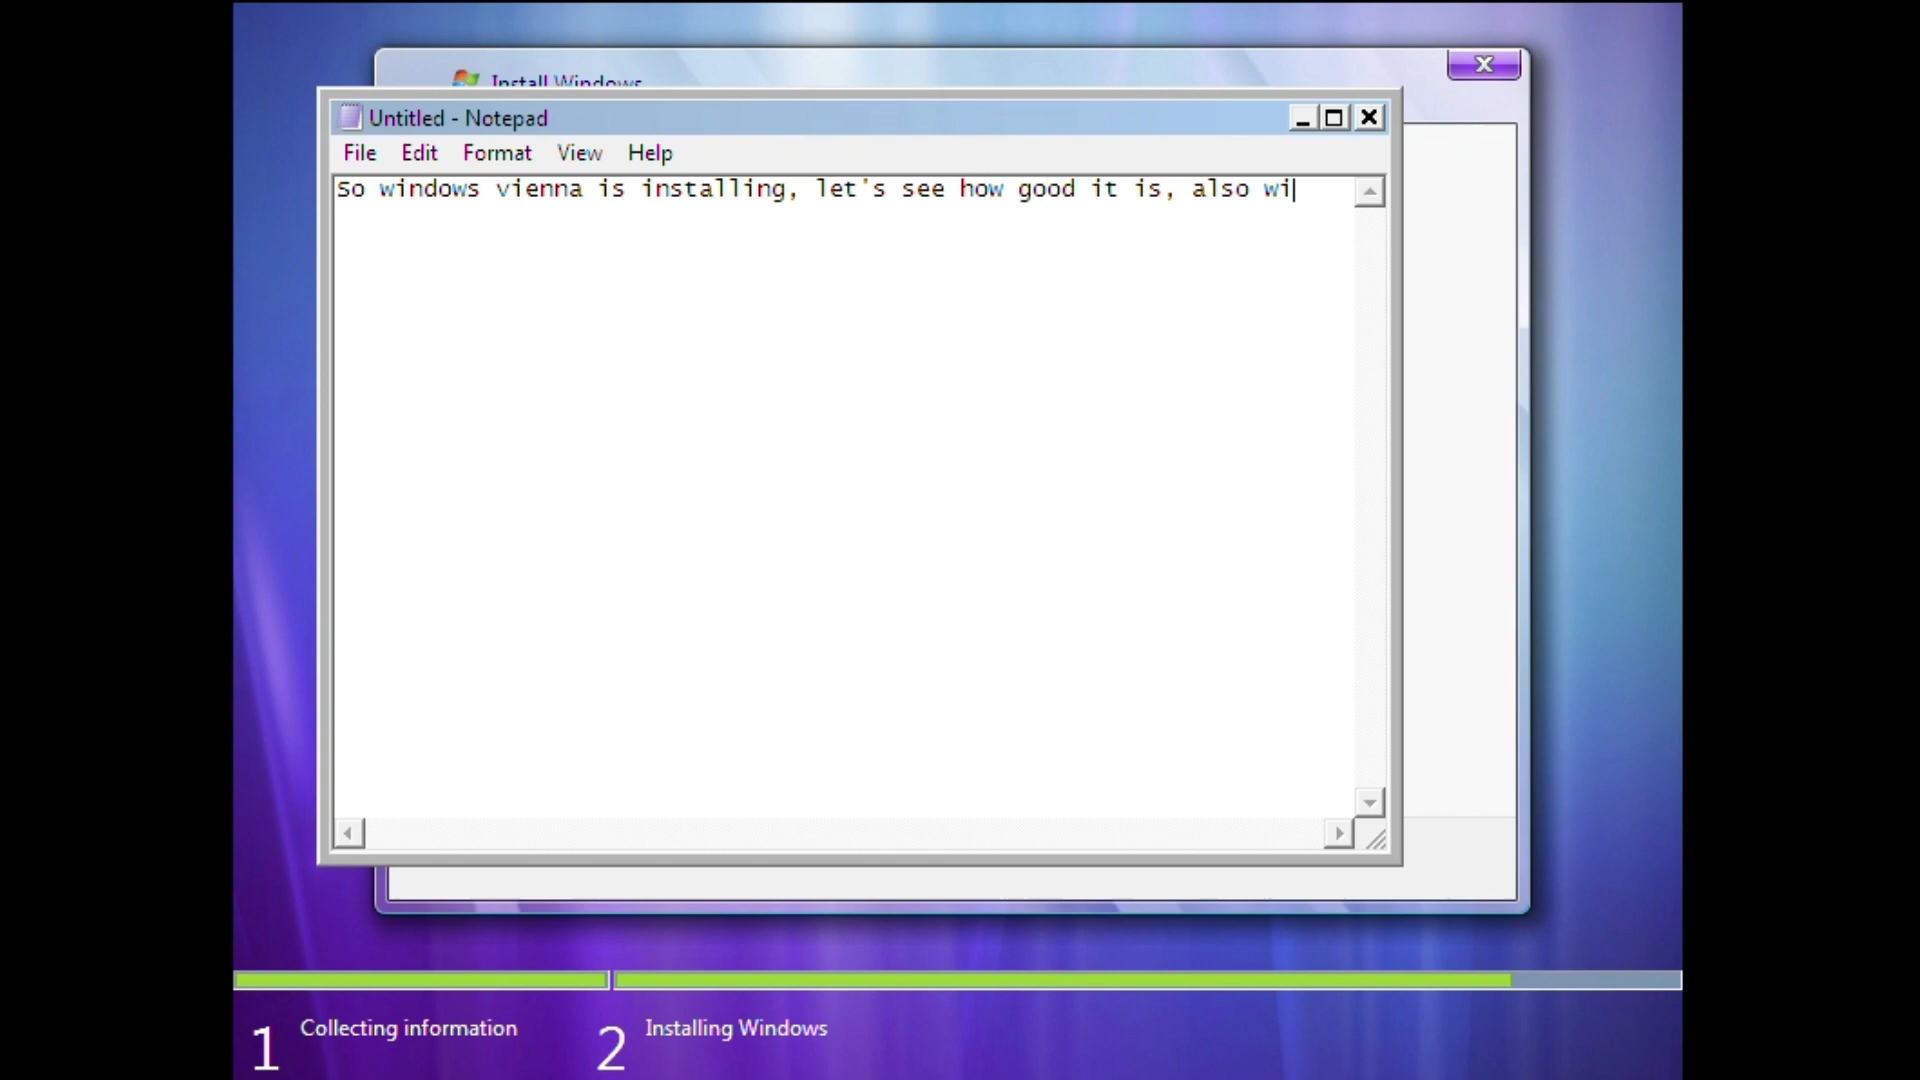 Install Windows
Untitled - Notepad
File Edit Format View Help
So windows vienna is installing, let's see how good it is, also wi
1 Collecting information
2 Installing Windows